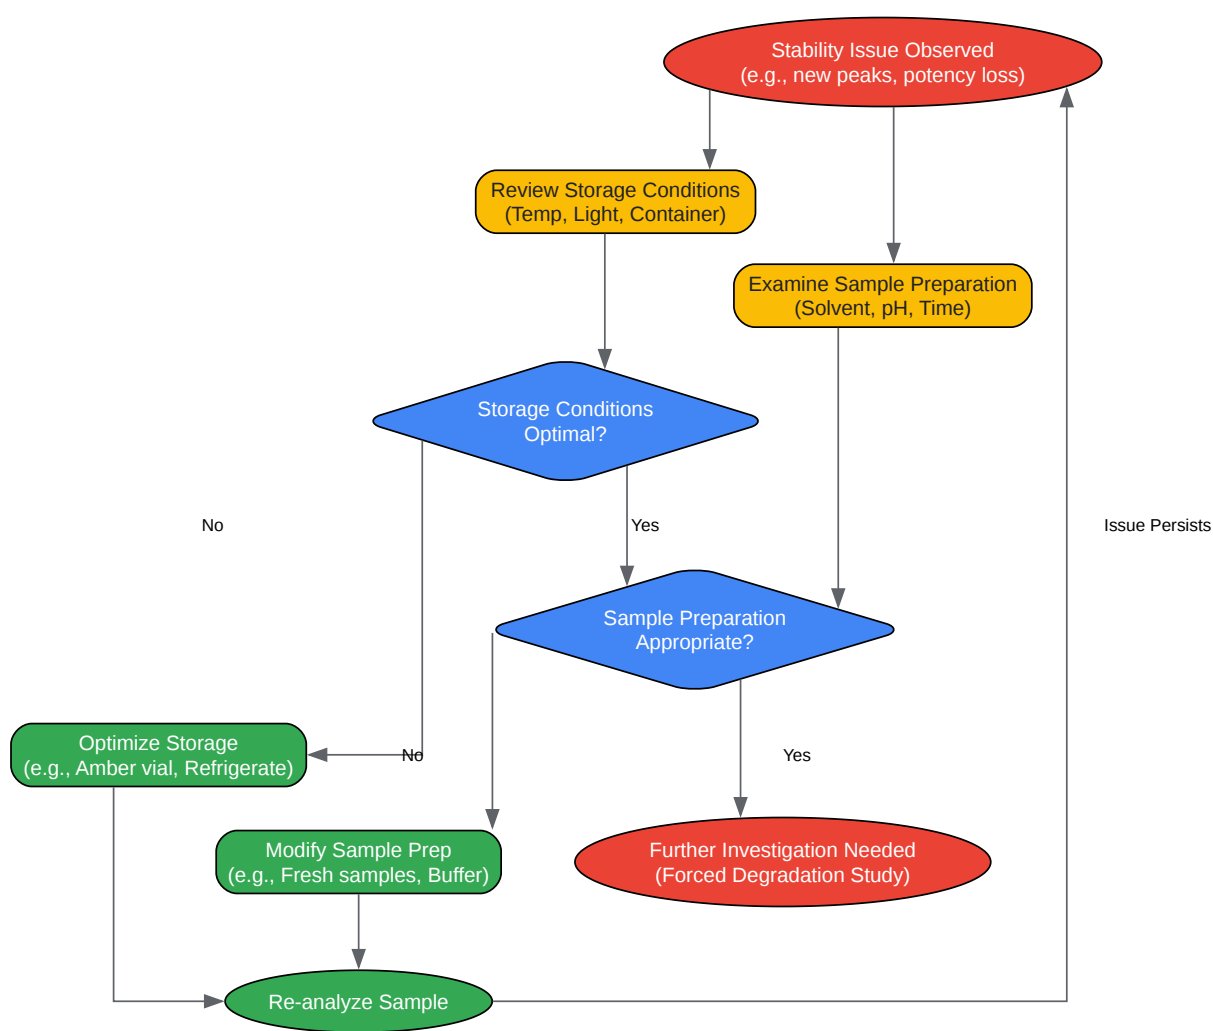 Stability Issue Observed
(e.g., new peaks, potency loss)
Review Storage Conditions
(Temp, Light, Container)
Examine Sample Preparation
(Solvent, pH, Time)
Storage Conditions
Optimal?
No
Yes
Issue Persists
Sample Preparation
Appropriate?
Optimize Storage
(e.g., Amber vial, Refrigerate)
No
Yes
Modify Sample Prep
(e.g., Fresh samples, Buffer)
Further Investigation Needed
(Forced Degradation Study)
Re-analyze Sample